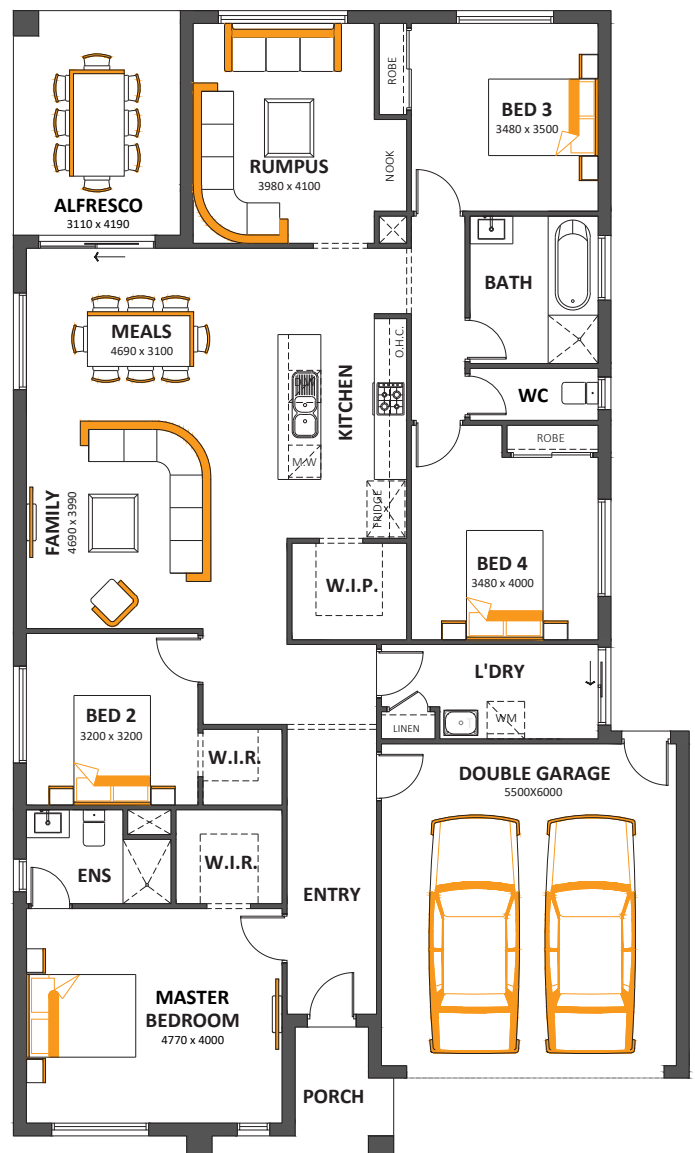 ROBE
BED 3
3480 x 3500
RUMPUS
3980 x 4100
NOOK
ALFRESCO
3110 x 4190
BATH
MEALS
4690 x 3100
O.H.C.
KITCHEN
M.W
WC
ROBE
FAMILY
4690 x 3990
FRIDGE
W.I.P.
BED 4
3480 x 4000
L'DRY
BED 2
3200 x 3200
LINEN
WM
W.I.R.
DOUBLE GARAGE
5500X6000
W.I.R.
ENS
ENTRY
MASTER
BEDROOM
4770 x 4000
PORCH